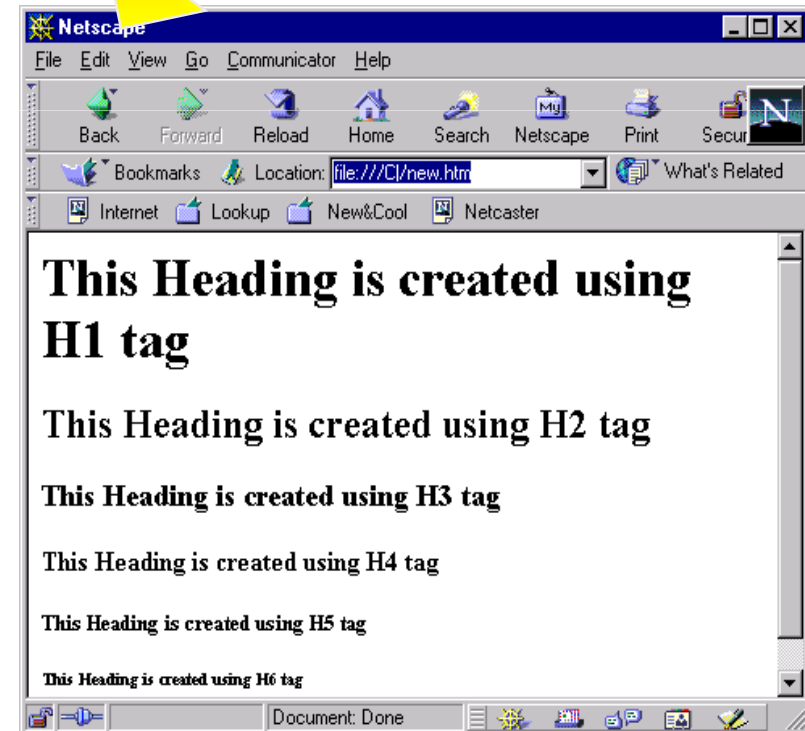 Netscape
File Edit View Go Communicator Help
My N
Back Forward Reload Home Search Netscape Print Secur
Bookmarks Location: file:///C|/new.htm What's Related
Internet Lookup New&Cool Netcaster
This Heading is created using
H1 tag
This Heading is created using H2 tag
This Heading is created using H3 tag
This Heading is created using H4 tag
This Heading is created using H5 tag
This Heading is created using H6 tag
Document: Done